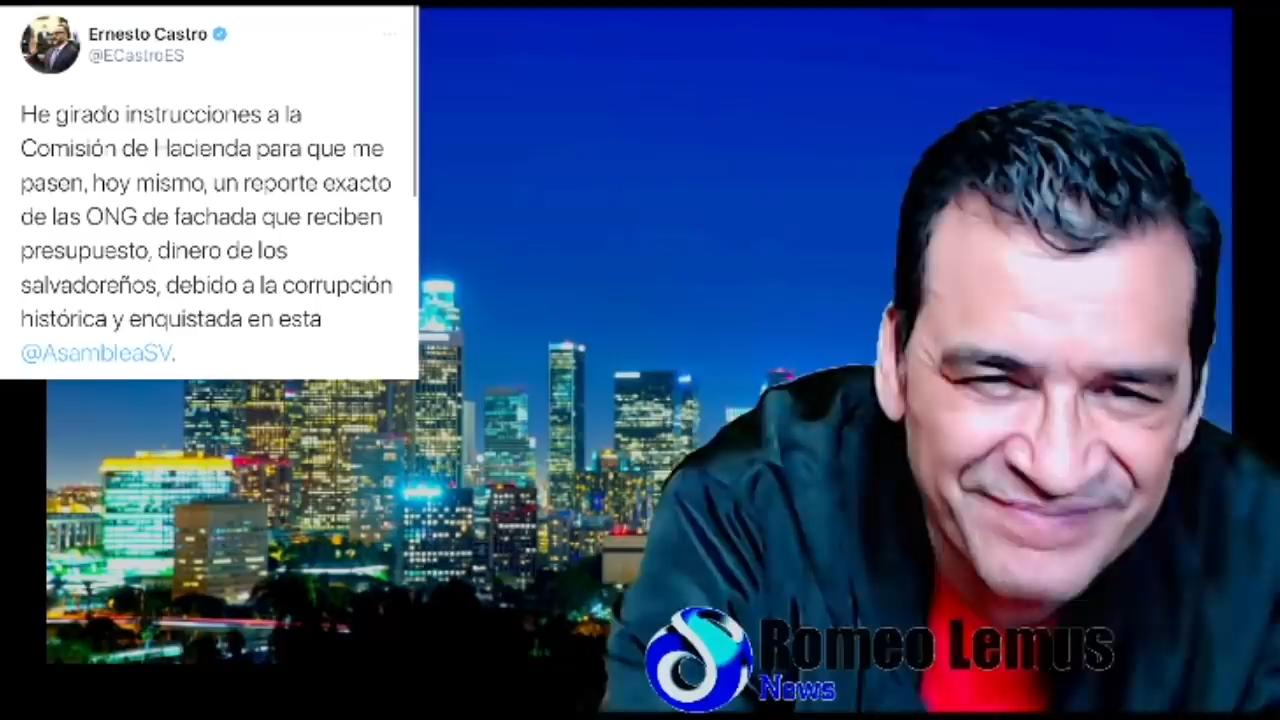 Ernesto Castro
@ECastroES
He girado instrucciones a la
Comisión de Hacienda para que me
pasen, hoy mismo, un reporte exacto
de las ONG de fachada que reciben
presupuesto, dinero de los
salvadoreños, debido a la corrupción
histórica y enquistada en esta
@AsambleaSV.
Romeo Lemus
News